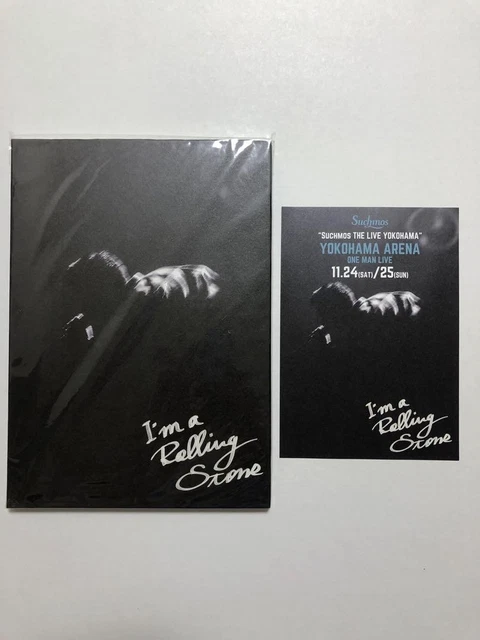 I'm a
Rolling
Stone
Suchmos
"SUCHMOS THE LIVE YOKOHAMA"
YOKOHAMA ARENA
ONE MAN LIVE
11.24(SAT)/25(SUN)
I'm a
Rolling
Stone